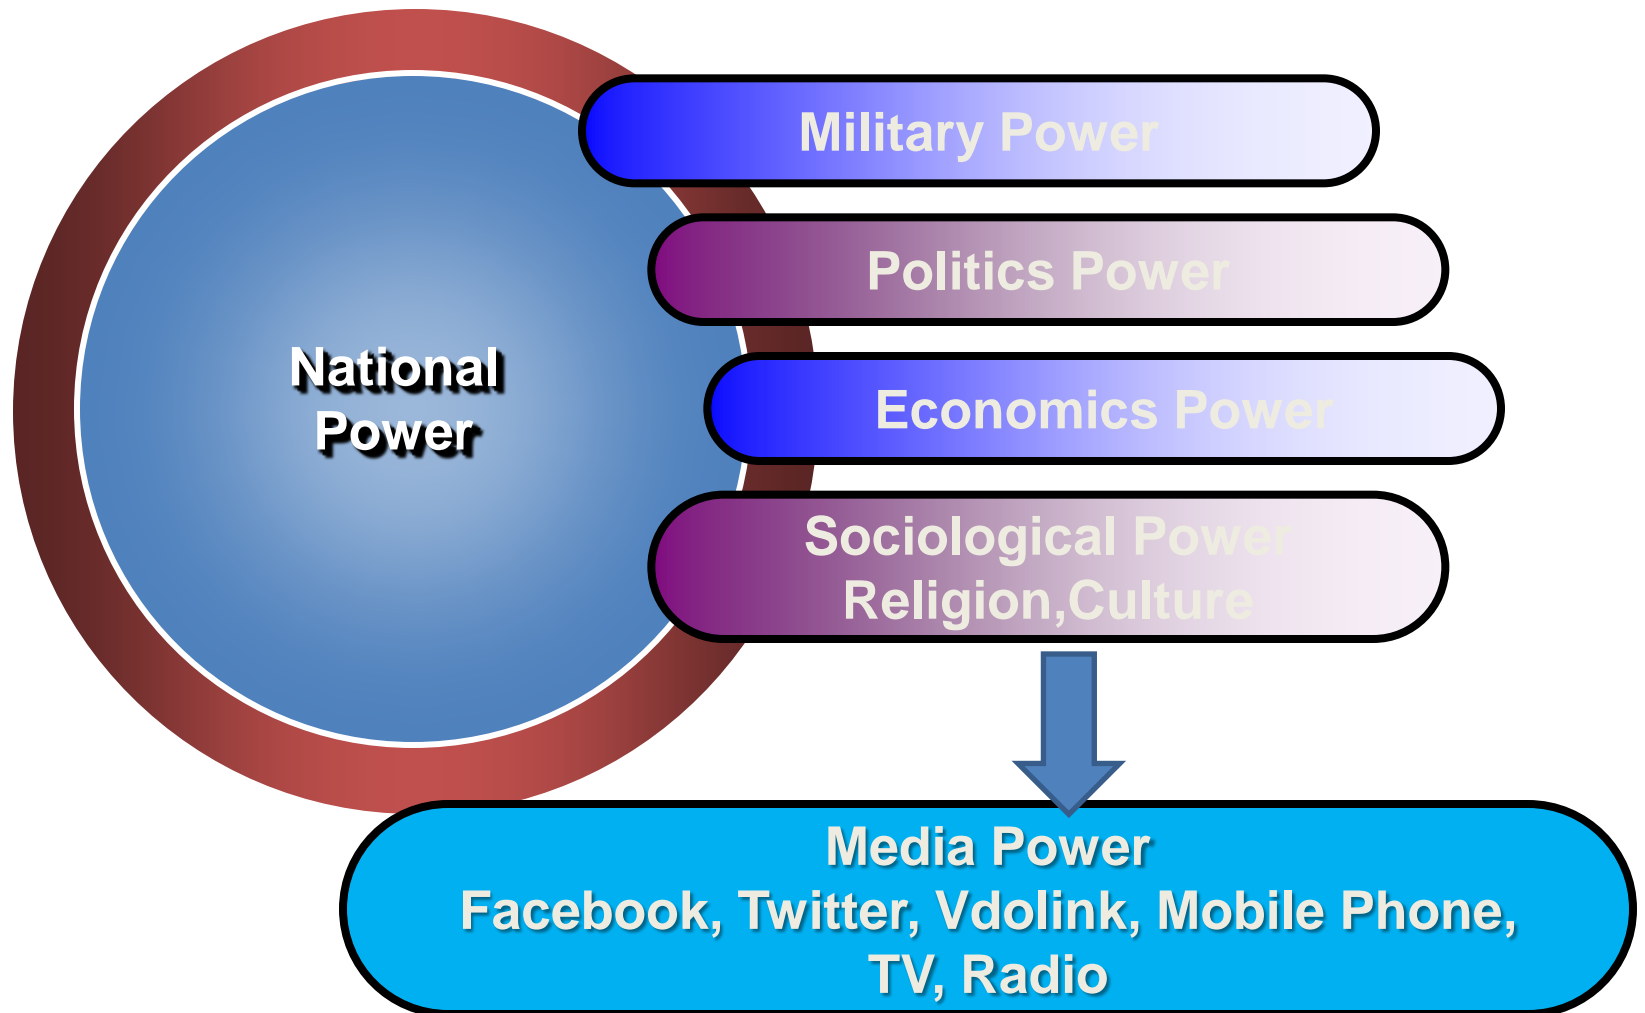 National
Power
Military Power
Politics Power
Economics Power
Sociological Power
Religion,Culture
Media Power
Facebook, Twitter, Vdolink, Mobile Phone,
TV, Radio